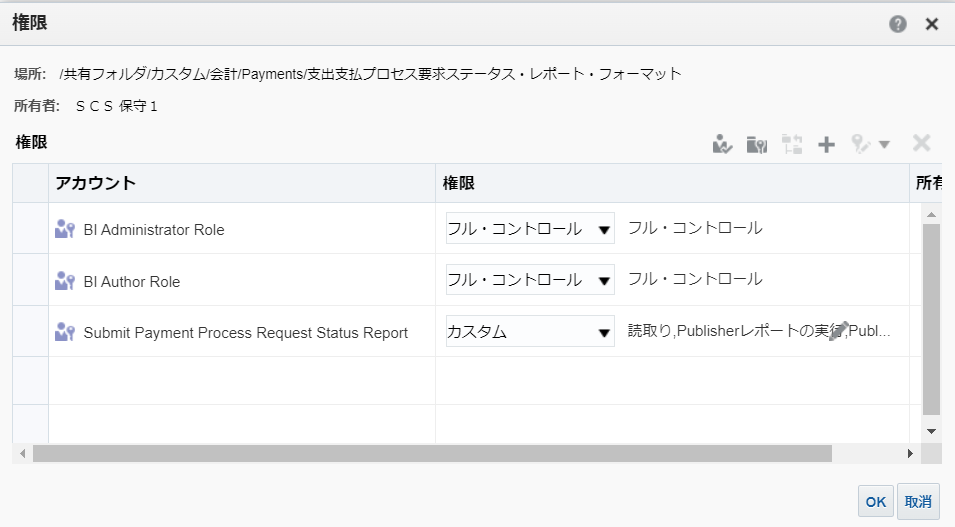 権限
場所: /共有フォルダ/カスタム/会計/Payments/支出支払プロセス要求ステータス・レポート・フォーマット
所有者: ＳＣＳ 保守１
権限
アカウント 権限 所有
BI Administrator Role フル・コントロール フル・コントロール
BI Author Role フル・コントロール フル・コントロール
Submit Payment Process Request Status Report カスタム 読取り,Publisherレポートの実行,Publ...
OK 取消